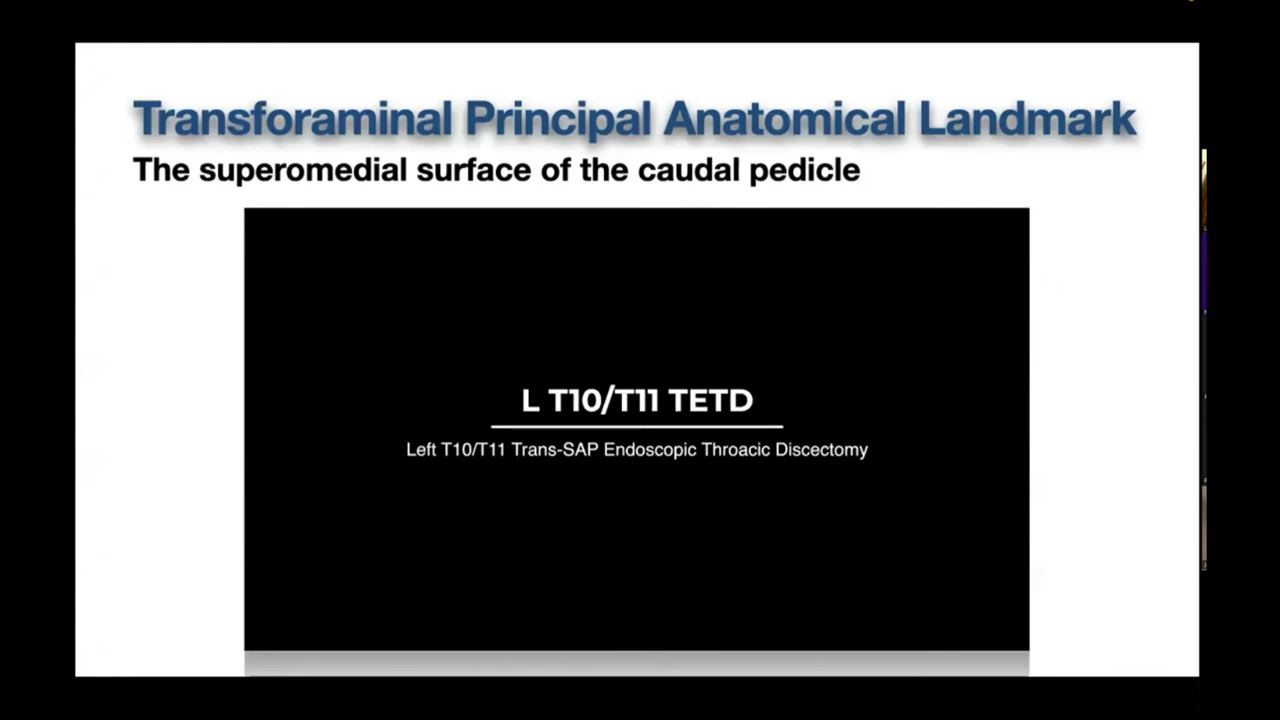 Transforaminal Principal Anatomical Landmark
The superomedial surface of the caudal pedicle
L T10/T11 TETD
Left T10/T11 Trans-SAP Endoscopic Throacic Discectomy